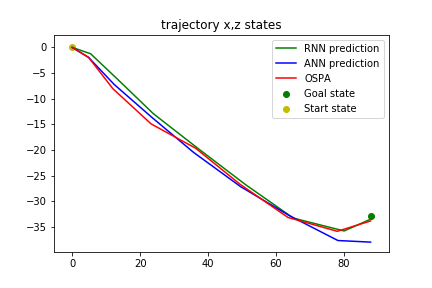 trajectory x,z states
RNN prediction
ANN prediction
OSPA
Goal state
Start state
0
−5
−10
−15
−20
−25
−30
−35
0 20 40 60 80